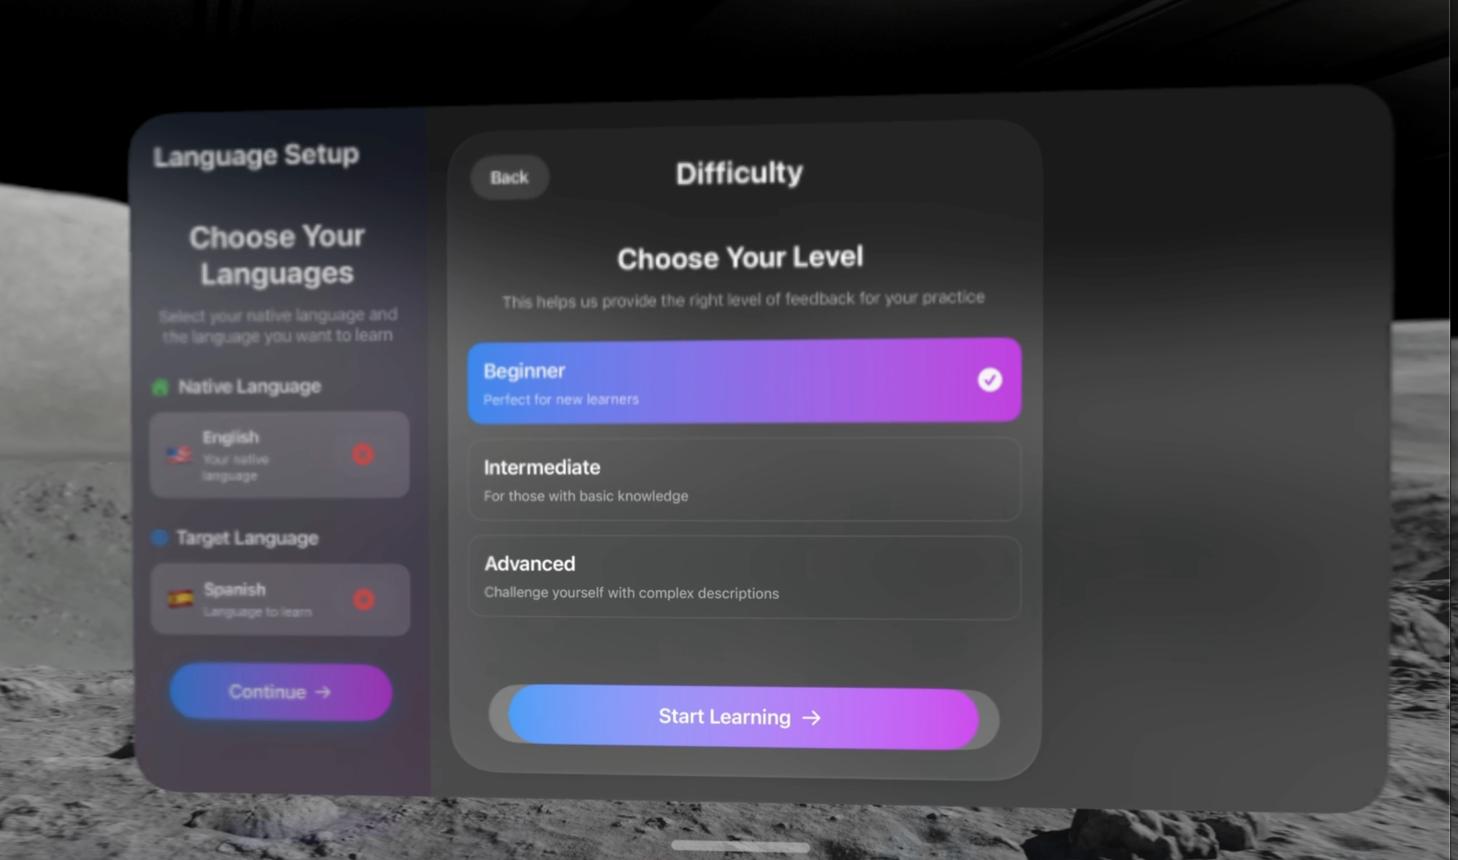 Language Setup
Choose Your
Languages
Select your native language and
the language you want to learn
Native Language
English
Your native
language
Target Language
Spanish
Language to learn
Continue →
Back
Difficulty
Choose Your Level
This helps us provide the right level of feedback for your practice
Beginner
Perfect for new learners
Intermediate
For those with basic knowledge
Advanced
Challenge yourself with complex descriptions
Start Learning →